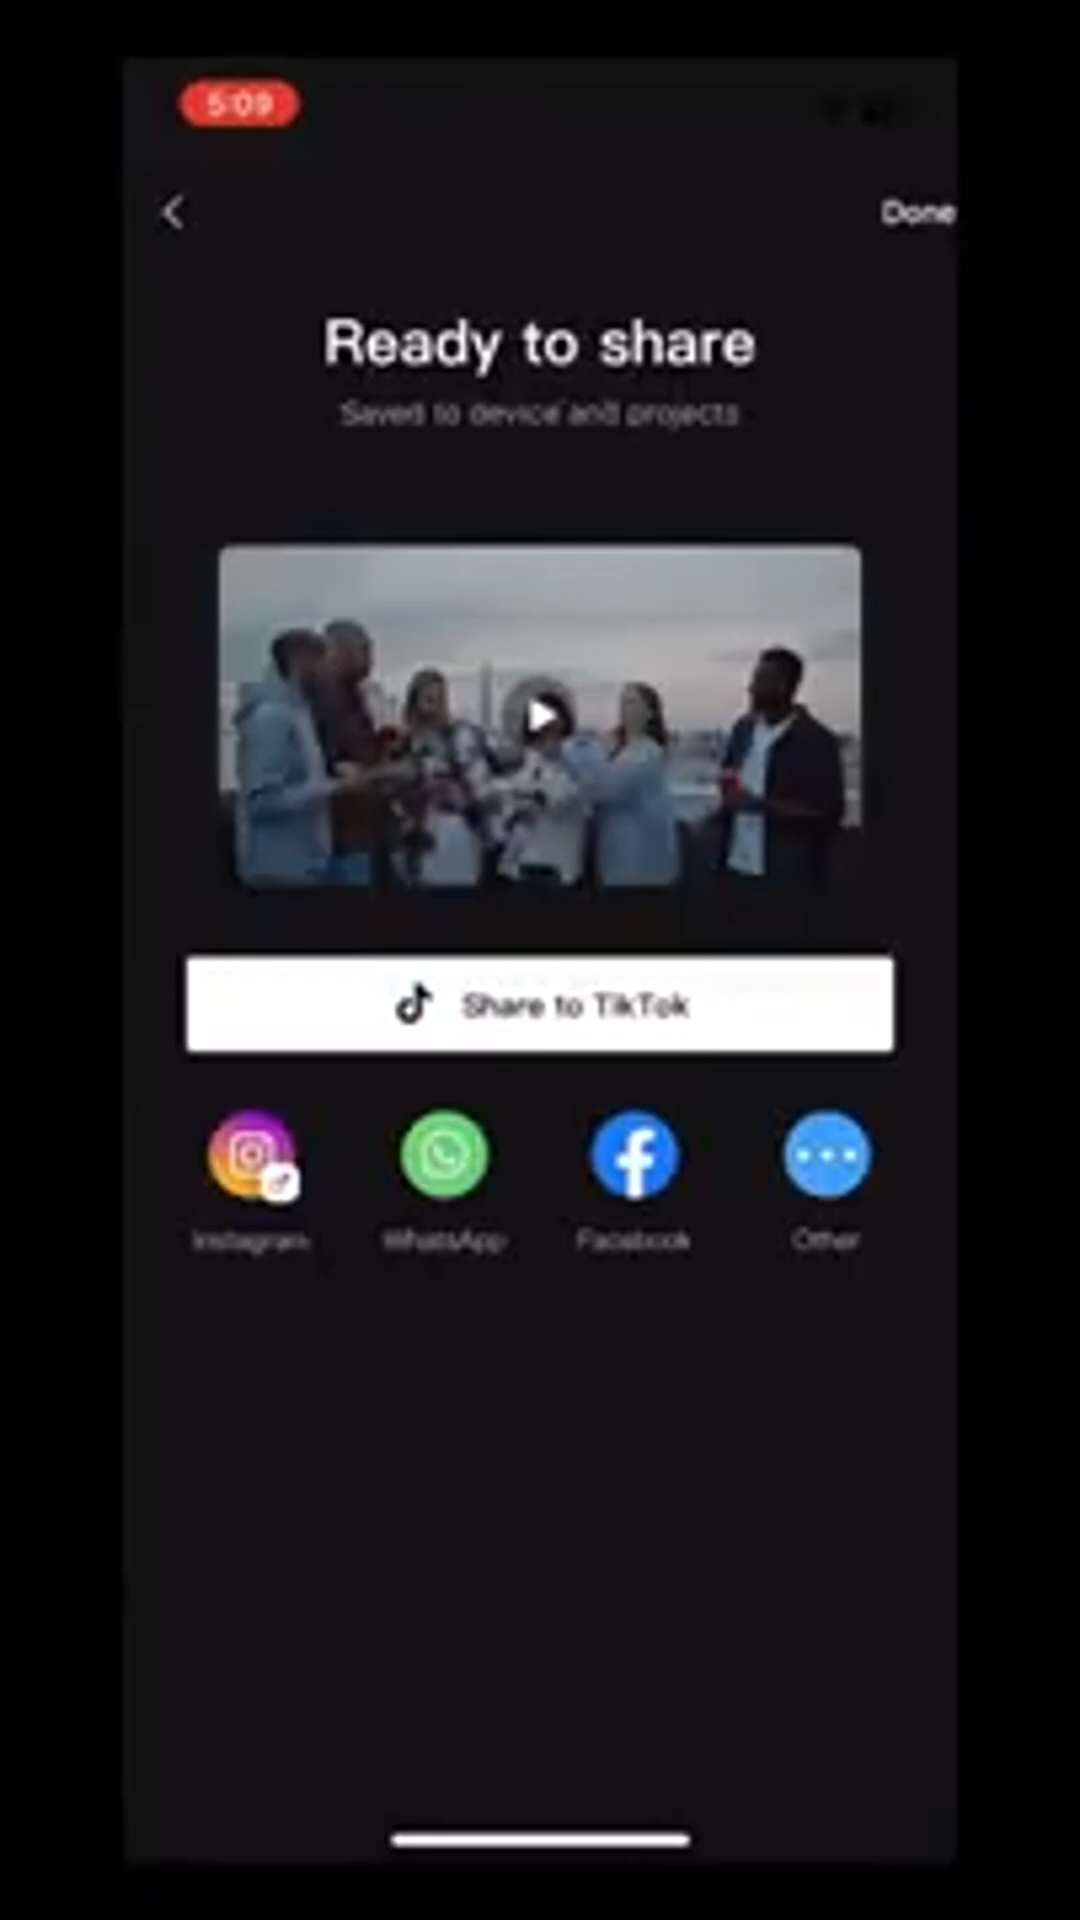 5:09
Done
Ready to share
Saved to device and projects
Share to TikTok
Instagram
WhatsApp
Facebook
Other